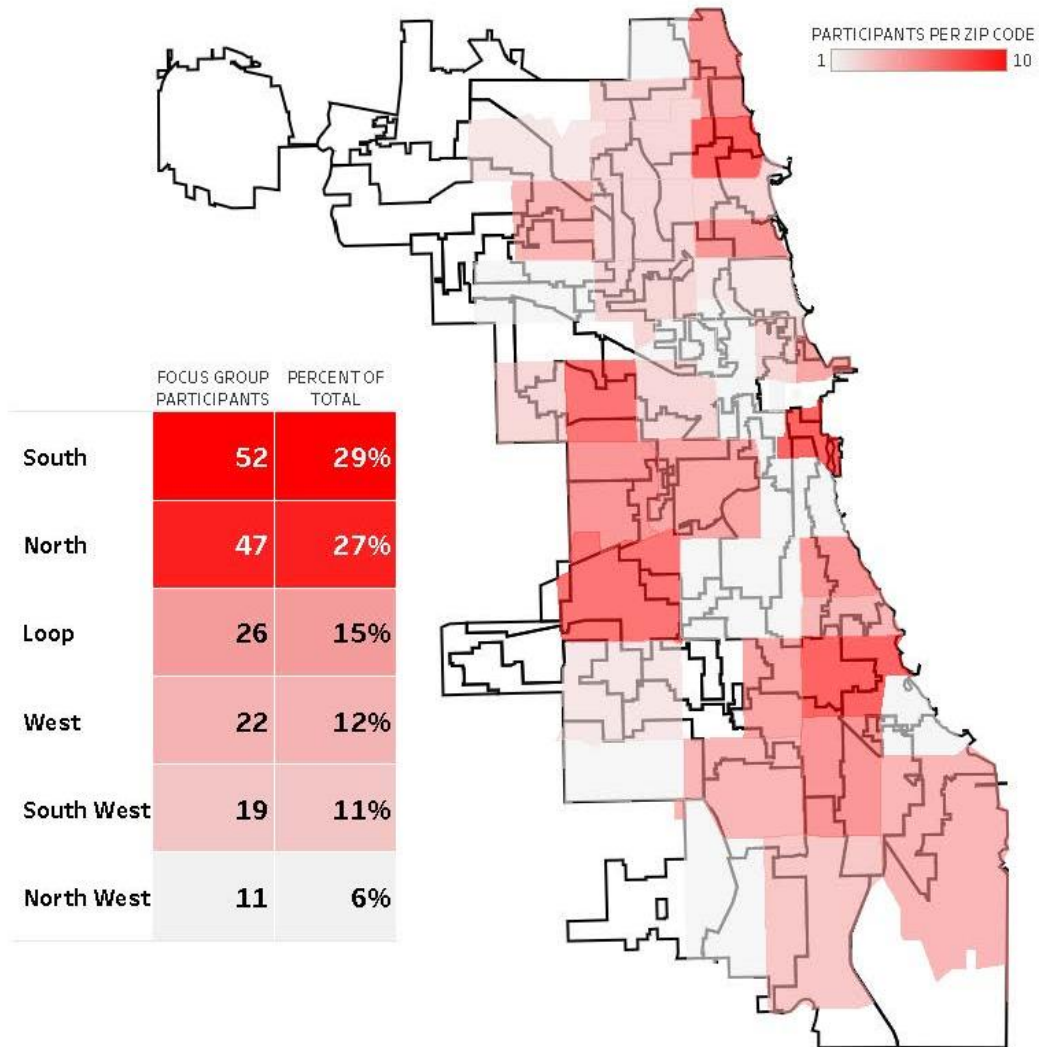 PARTICIPANTS PER ZIP CODE
1 10
FOCUS GROUP PARTICIPANTS PERCENT OF TOTAL
South 52 29%
North 47 27%
Loop 26 15%
West 22 12%
South West 19 11%
North West 11 6%